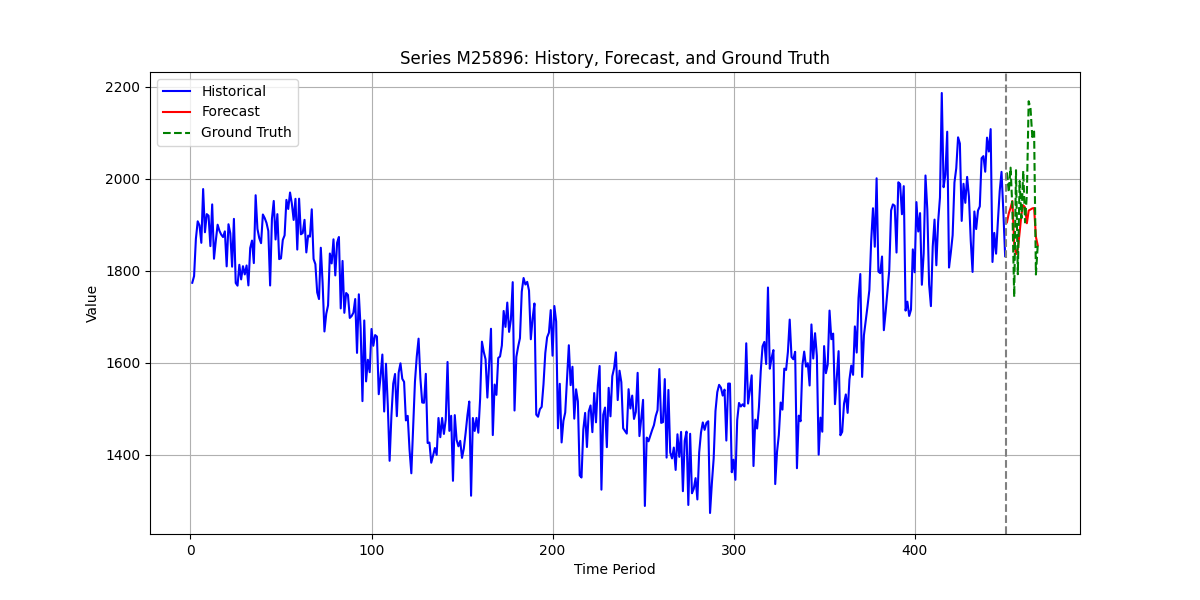 Series M25896: History, Forecast, and Ground Truth
Historical
Forecast
Ground Truth
2200
2000
1800
1600
1400
Value
0 100 200 300 400
Time Period